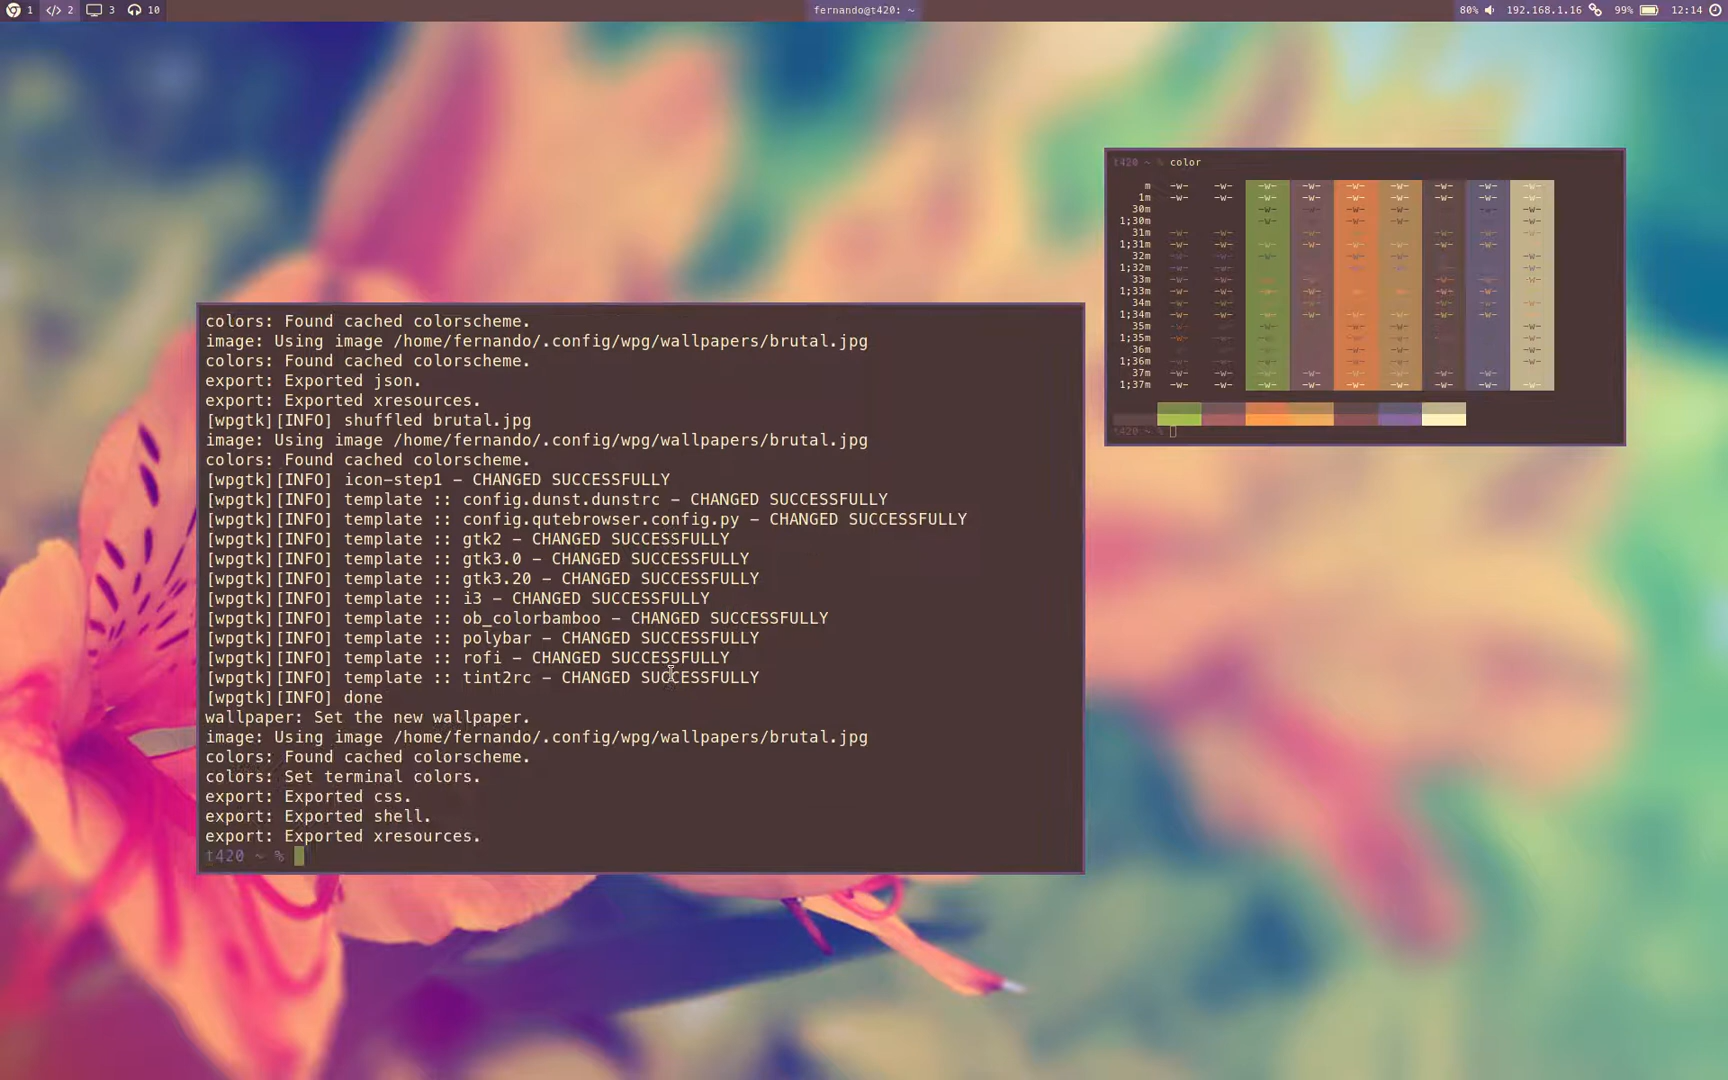 1 </> 2 3 10
fernando@t420: ~
80% 192.168.1.16 99% 12:14
t420 ~ % color
m -w- -w- -w- -w- -w- -w- -w- -w- -w-
1m -w- -w- -w- -w- -w- -w- -w- -w- -w-
30m -w- -w- -w- -w- -w- -w-
1;30m -w- -w- -w- -w- -w-
31m -w- -w- -w- -w- -w- -w- -w- -w- -w-
1;31m -w- -w- -w- -w- -w- -w- -w- -w- -w-
32m -w- -w- -w- -w- -w-
1;32m -w- -w- -w- -w- -w-
33m -w- -w- -w- -w- -w- -w- -w- -w-
1;33m -w- -w- -w- -w- -w- -w- -w- -w- -w-
34m -w- -w- -w- -w- -w- -w- -w- -w-
1;34m -w- -w- -w- -w- -w- -w- -w- -w- -w-
35m -w- -w- -w- -w-
1;35m -w- -w- -w- -w- -w-
36m -w- -w- -w- -w-
1;36m -w- -w- -w- -w-
37m -w- -w- -w- -w- -w- -w- -w- -w- -w-
1;37m -w- -w- -w- -w- -w- -w- -w- -w- -w-
t420 ~ %
colors: Found cached colorscheme.
image: Using image /home/fernando/.config/wpg/wallpapers/brutal.jpg
colors: Found cached colorscheme.
export: Exported json.
export: Exported xresources.
[wpgtk][INFO] shuffled brutal.jpg
image: Using image /home/fernando/.config/wpg/wallpapers/brutal.jpg
colors: Found cached colorscheme.
[wpgtk][INFO] icon-step1 – CHANGED SUCCESSFULLY
[wpgtk][INFO] template :: config.dunst.dunstrc – CHANGED SUCCESSFULLY
[wpgtk][INFO] template :: config.qutebrowser.config.py – CHANGED SUCCESSFULLY
[wpgtk][INFO] template :: gtk2 – CHANGED SUCCESSFULLY
[wpgtk][INFO] template :: gtk3.0 – CHANGED SUCCESSFULLY
[wpgtk][INFO] template :: gtk3.20 – CHANGED SUCCESSFULLY
[wpgtk][INFO] template :: i3 – CHANGED SUCCESSFULLY
[wpgtk][INFO] template :: ob_colorbamboo – CHANGED SUCCESSFULLY
[wpgtk][INFO] template :: polybar – CHANGED SUCCESSFULLY
[wpgtk][INFO] template :: rofi – CHANGED SUCCESSFULLY
[wpgtk][INFO] template :: tint2rc – CHANGED SUCCESSFULLY
[wpgtk][INFO] done
wallpaper: Set the new wallpaper.
image: Using image /home/fernando/.config/wpg/wallpapers/brutal.jpg
colors: Found cached colorscheme.
colors: Set terminal colors.
export: Exported css.
export: Exported shell.
export: Exported xresources.
t420 ~ %